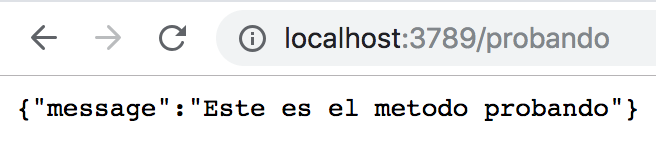 localhost:3789/probando
{"message":"Este es el metodo probando"}